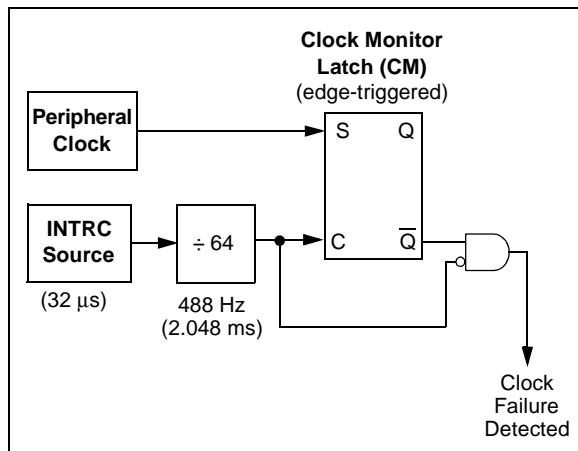 Clock Monitor
Latch (CM)
(edge-triggered)
Peripheral
Clock
S
Q
INTRC
Source
÷ 64
C
Q̅
(32 μs)
488 Hz
(2.048 ms)
Clock
Failure
Detected